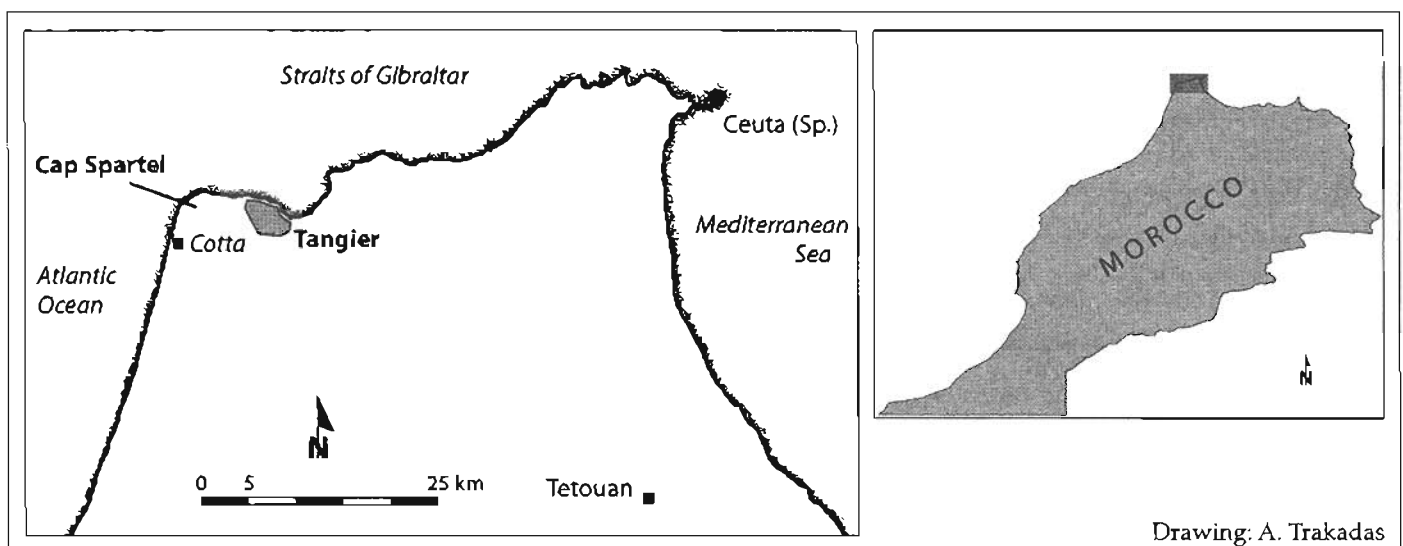 Straits of Gibraltar
Ceuta (Sp.)
Cap Spartel
Mediterranean
Sea
Cotta
Tangier
Atlantic
Ocean
N
0 5 25 km
Tetouan
MOROCCO
N
Drawing: A. Trakadas